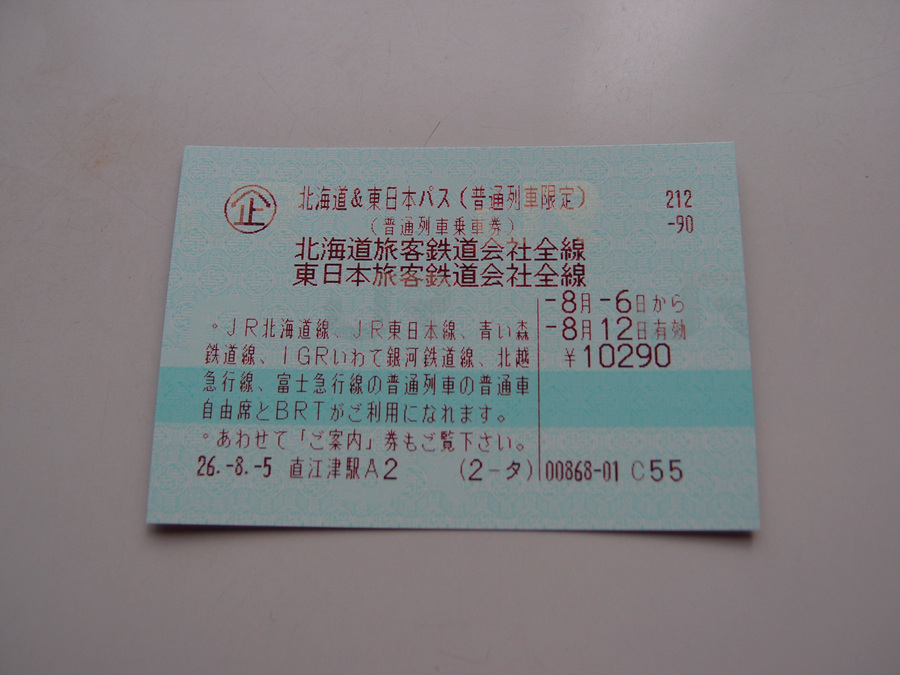 企 北海道&東日本パス(普通列車限定) 212
(普通列車乗車券) -90
北海道旅客鉄道会社全線
東日本旅客鉄道会社全線
-8月-6日から
-8月12日有効
¥10290
。JR北海道線、JR東日本線、青い森
鉄道線、IGRいわて銀河鉄道線、北越
急行線、富士急行線の普通列車の普通車
自由席とBRTがご利用になれます。
。あわせて「ご案内」券もご覧下さい。
26.-8.-5 直江津駅A2 (2-タ) 00868-01 C55